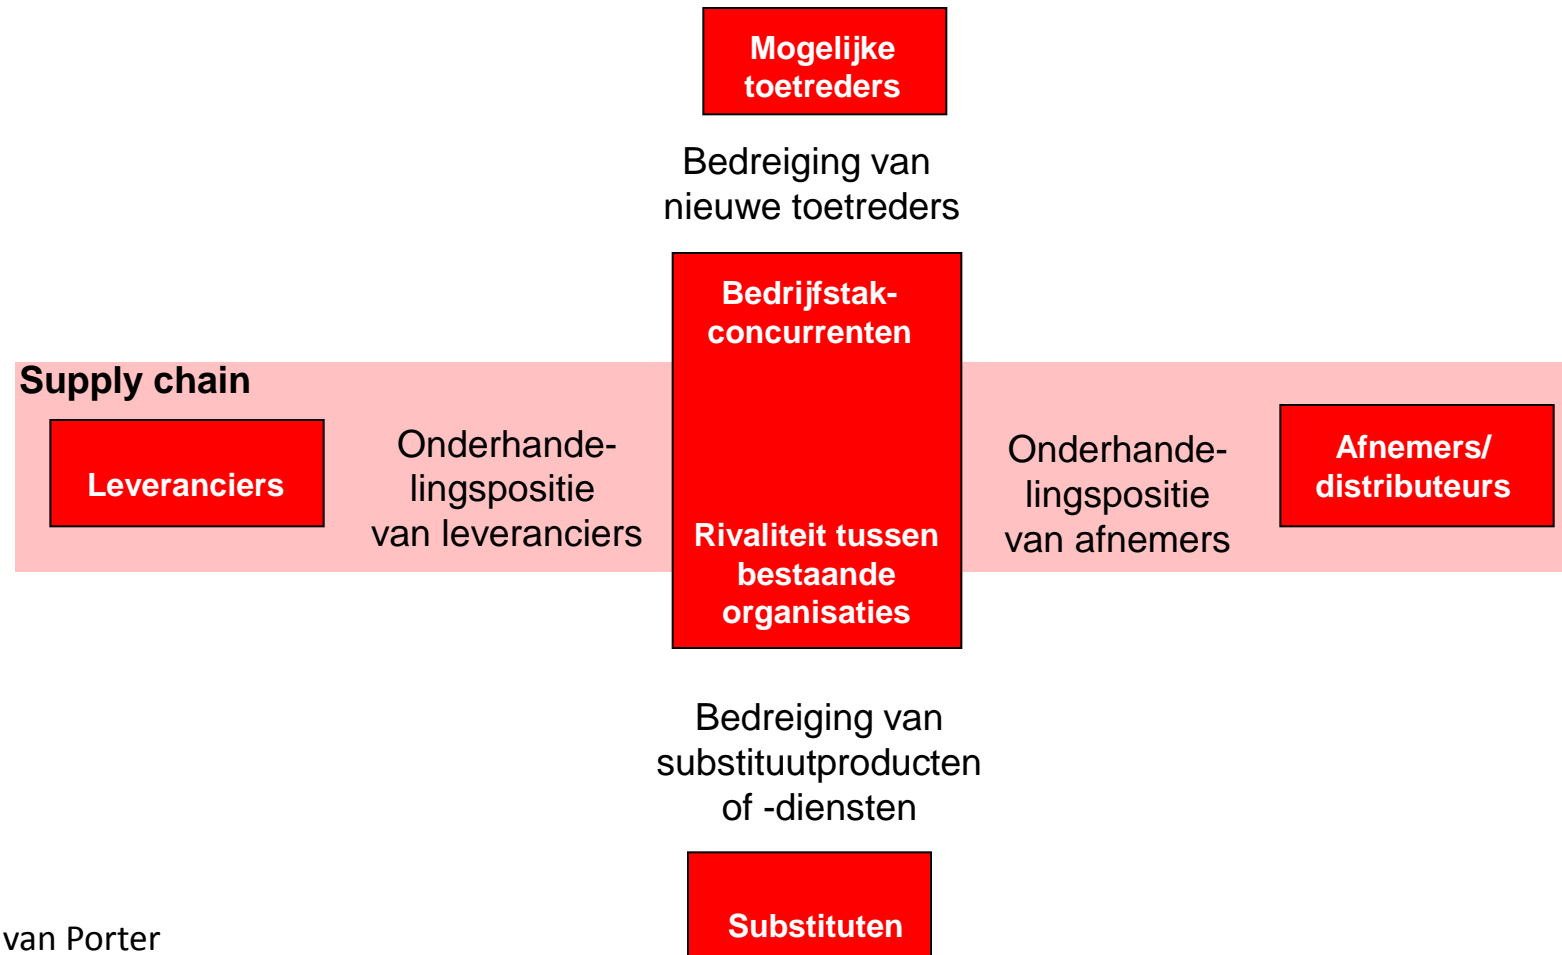 Mogelijke
toetreders
Bedreiging van
nieuwe toetreders
Bedrijfstak-
concurrenten
Supply chain
Leveranciers
Onderhande-
lingspositie
van leveranciers
Rivaliteit tussen
bestaande
organisaties
Onderhande-
lingspositie
van afnemers
Afnemers/
distributeurs
Bedreiging van
substituutproducten
of -diensten
Substituten
van Porter